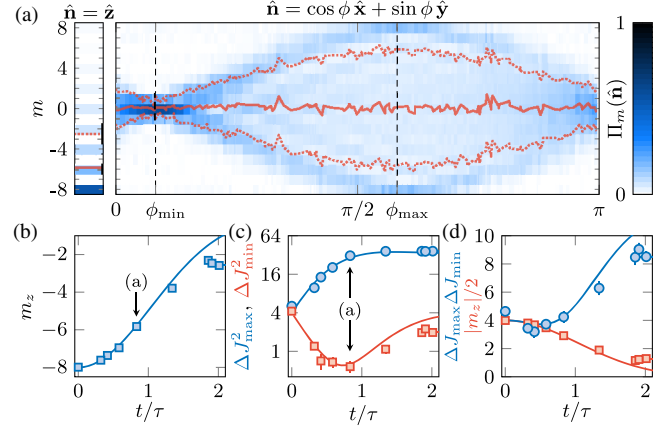 (a) n̂ = ẑ n̂ = cos ϕ x̂ + sin ϕ ŷ
8
4
0
−4
−8
m
0 ϕmin π/2 ϕmax π
1
0
Πm(n̂)
(b) (c) (d)
−2
−4
−6
−8
mz
(a)
0 1 2
t/τ
64
16
4
1
ΔJ²max, ΔJ²min
(a)
0 1 2
t/τ
10
8
6
4
2
0
ΔJmax ΔJmin
|mz|/2
0 1 2
t/τ